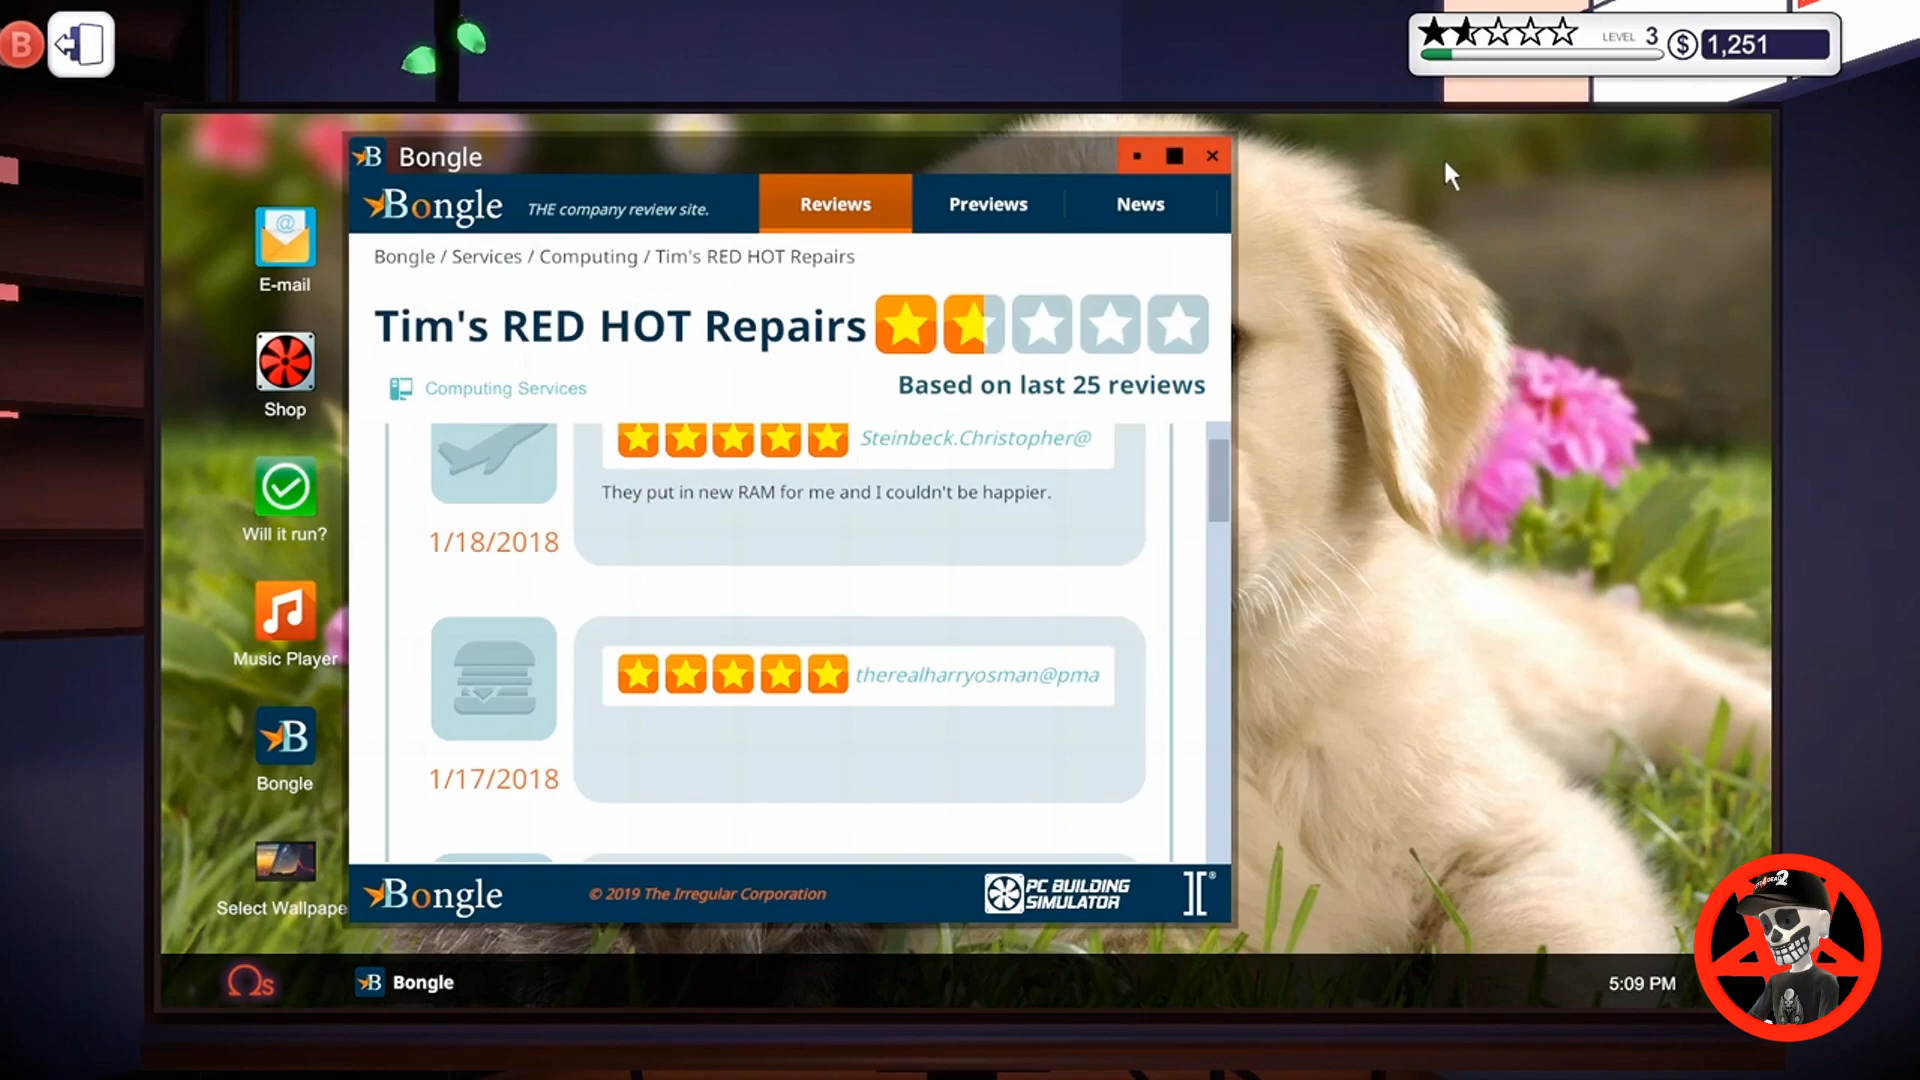 B
LEVEL 3 $ 1,251
B Bongle
Bongle THE company review site. Reviews Previews News
Bongle / Services / Computing / Tim's RED HOT Repairs
Tim's RED HOT Repairs
Computing Services
Based on last 25 reviews
Steinbeck.Christopher@
They put in new RAM for me and I couldn't be happier.
1/18/2018
therealharryosman@pma
1/17/2018
Bongle © 2019 The Irregular Corporation PC BUILDING SIMULATOR
E-mail
Shop
Will it run?
Music Player
B
Bongle
Select Wallpape
Ωs B Bongle 5:09 PM